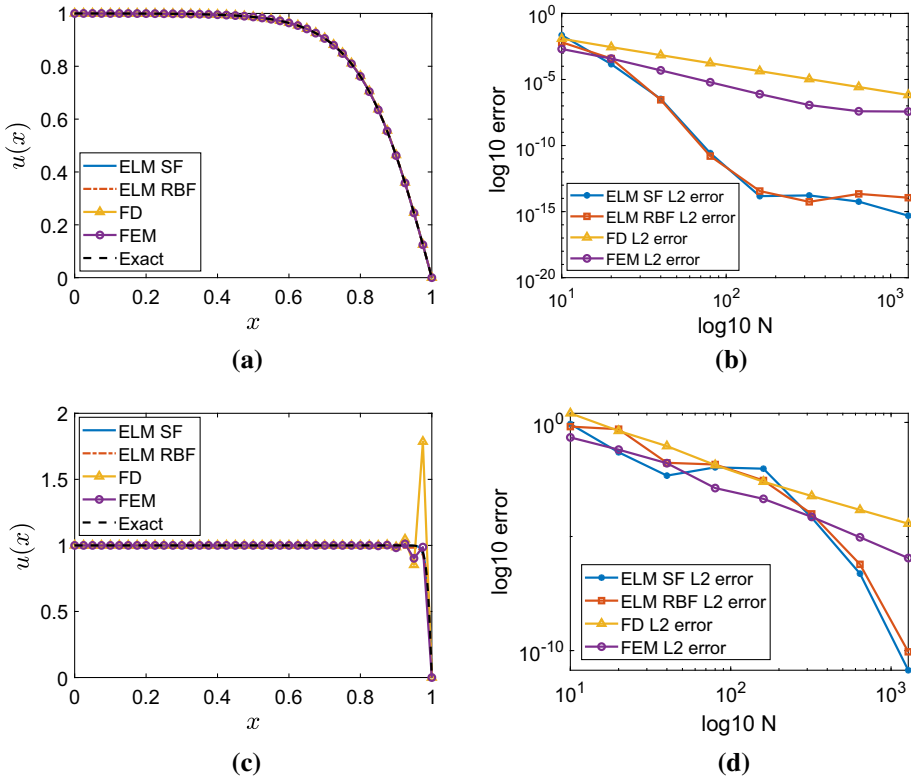 u(x)
1
0.8
0.6
0.4
0.2
0
ELM SF
ELM RBF
FD
FEM
Exact
0 0.2 0.4 0.6 0.8 1
x
(a)
log10 error
10^0
10^-5
10^-10
10^-15
10^-20
ELM SF L2 error
ELM RBF L2 error
FD L2 error
FEM L2 error
10^1 10^2 10^3
log10 N
(b)
u(x)
2
1.5
1
0.5
0
ELM SF
ELM RBF
FD
FEM
Exact
0 0.2 0.4 0.6 0.8 1
x
(c)
log10 error
10^0
10^-10
ELM SF L2 error
ELM RBF L2 error
FD L2 error
FEM L2 error
10^1 10^2 10^3
log10 N
(d)